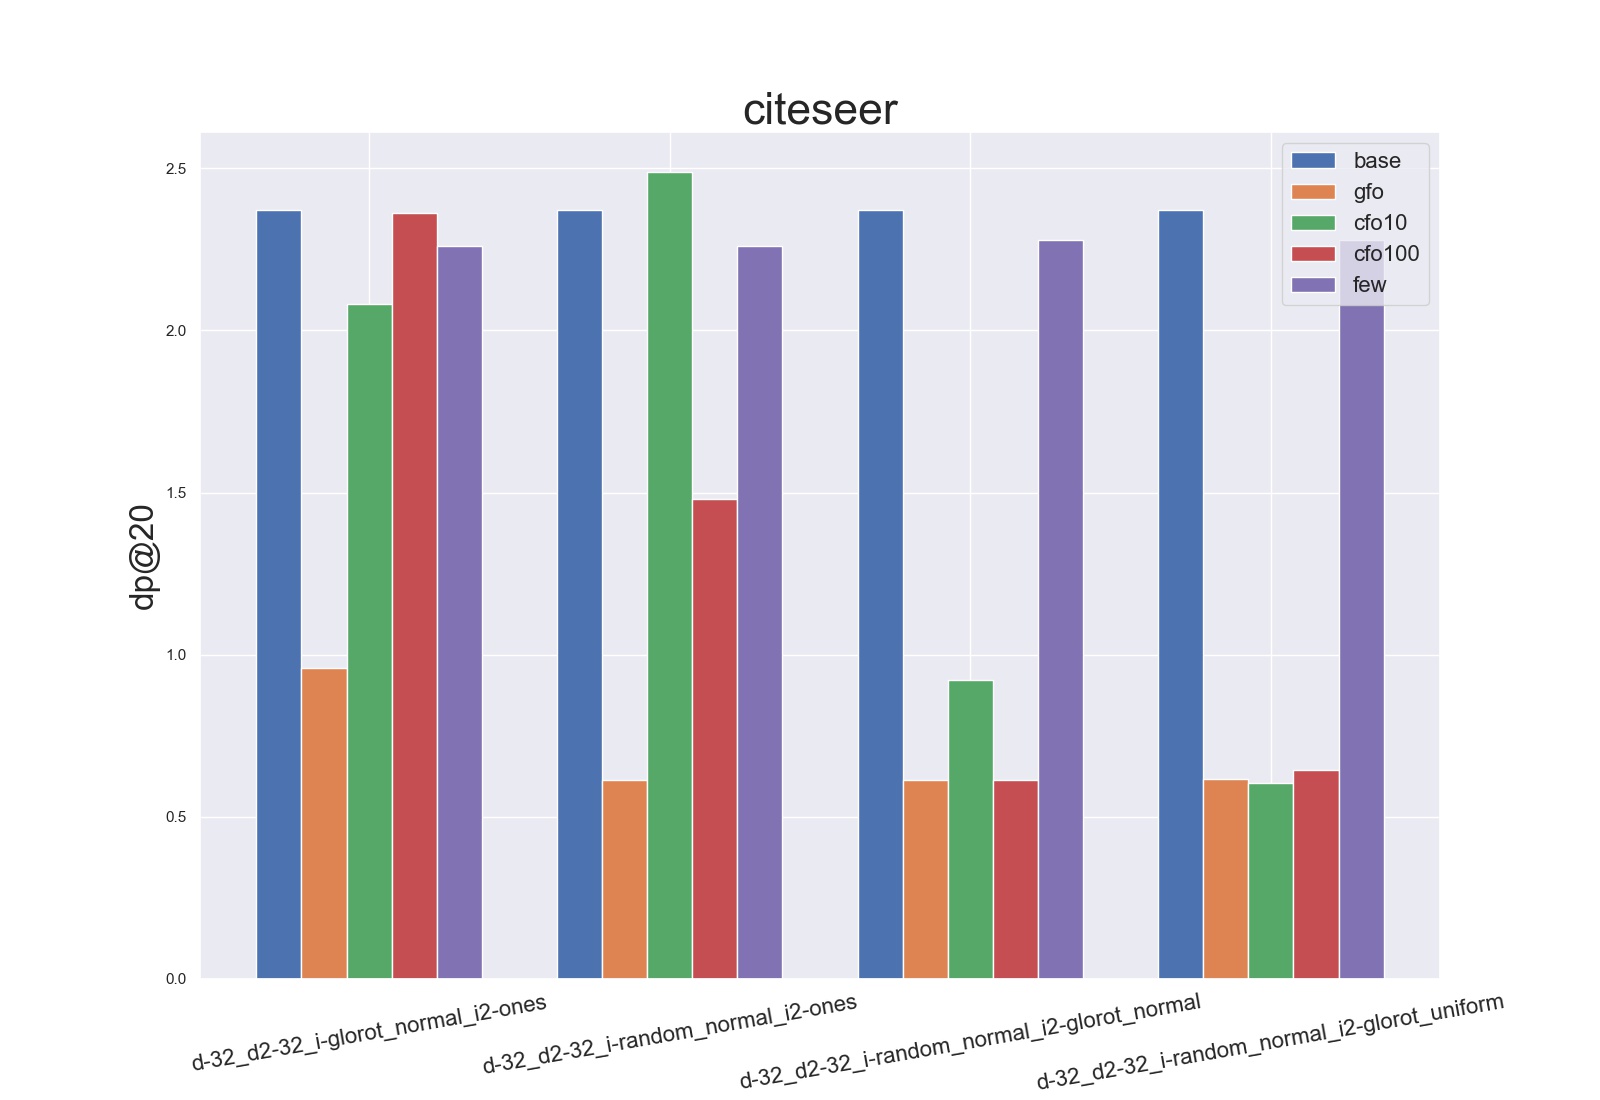 citeseer
base
gfo
cfo10
cfo100
few
dp@20
2.5
2.0
1.5
1.0
0.5
0.0
d-32_d2-32_i-glorot_normal_i2-ones
d-32_d2-32_i-random_normal_i2-ones
d-32_d2-32_i-random_normal_i2-glorot_normal
d-32_d2-32_i-random_normal_i2-glorot_uniform